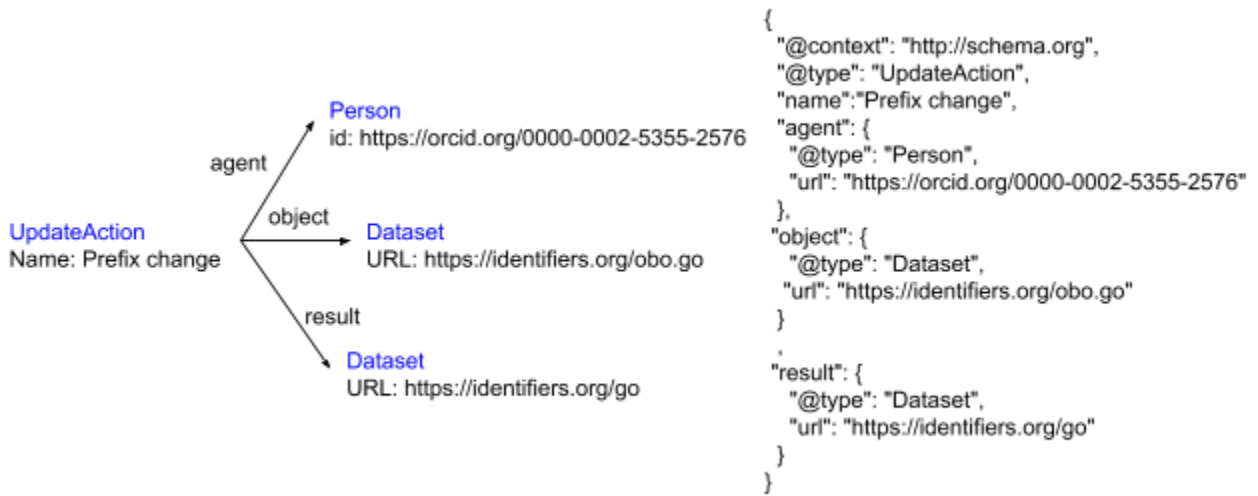 Person
id: https://orcid.org/0000-0002-5355-2576
agent
object
UpdateAction
Name: Prefix change
Dataset
URL: https://identifiers.org/obo.go
result
Dataset
URL: https://identifiers.org/go
{
"@context": "http://schema.org",
"@type": "UpdateAction",
"name":"Prefix change",
"agent": {
"@type": "Person",
"url": "https://orcid.org/0000-0002-5355-2576"
},
"object": {
"@type": "Dataset",
"url": "https://identifiers.org/obo.go"
}
,
"result": {
"@type": "Dataset",
"url": "https://identifiers.org/go"
}
}